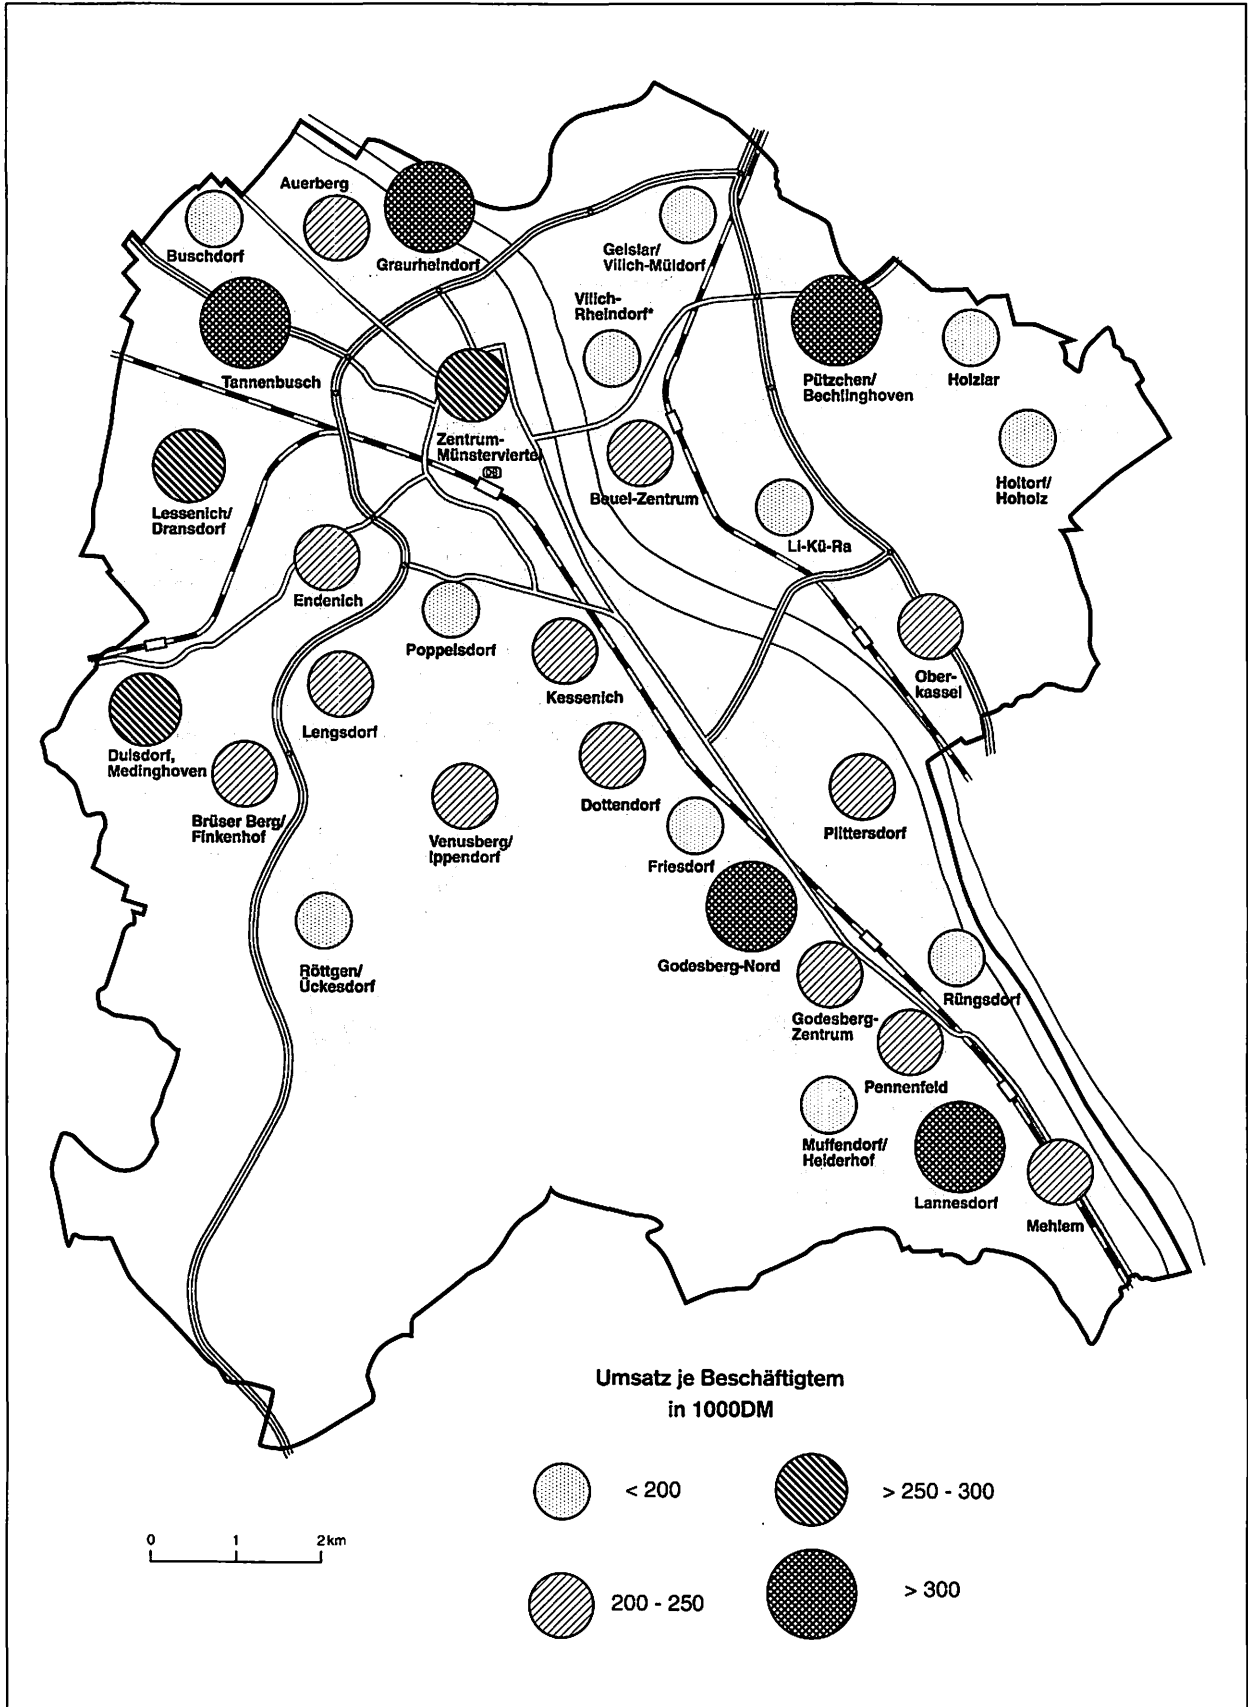 Auerberg
Buschdorf
Graurheindorf
Geislar/
Vilich-Müldorf
Vilich-
Rheindorf*
Tannenbusch
Pützchen/
Bechlinghoven
Holzlar
Zentrum-
Münsterviertel
DB
Beuel-Zentrum
Holtorf/
Hoholz
Lessenich/
Dransdorf
Li-Kü-Ra
Endenich
Poppelsdorf
Kessenich
Ober-
kassel
Lengsdorf
Duisdorf,
Medinghoven
Brüser Berg/
Finkenhof
Venusberg/
Ippendorf
Dottendorf
Plittersdorf
Friesdorf
Godesberg-Nord
Röttgen/
Ückesdorf
Rüngsdorf
Godesberg-
Zentrum
Pennenfeld
Muffendorf/
Heiderhof
Lannesdorf
Mehlem
Umsatz je Beschäftigtem
in 1000DM
< 200
> 250 - 300
0 1 2km
200 - 250
> 300